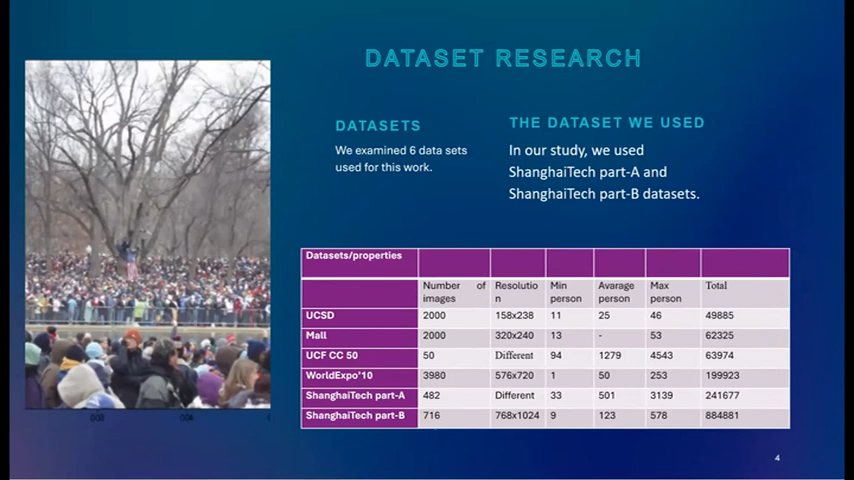 DATASET RESEARCH
DATASETS
We examined 6 data sets
used for this work.
THE DATASET WE USED
In our study, we used
ShanghaiTech part-A and
ShanghaiTech part-B datasets.
Datasets/properties
Number of images Resolution Min person Avarage person Max person Total
UCSD 2000 158x238 11 25 46 49885
Mall 2000 320x240 13 - 53 62325
UCF CC 50 50 Different 94 1279 4543 63974
WorldExpo'10 3980 576x720 1 50 253 199923
ShanghaiTech part-A 482 Different 33 501 3139 241677
ShanghaiTech part-B 716 768x1024 9 123 578 884881
4